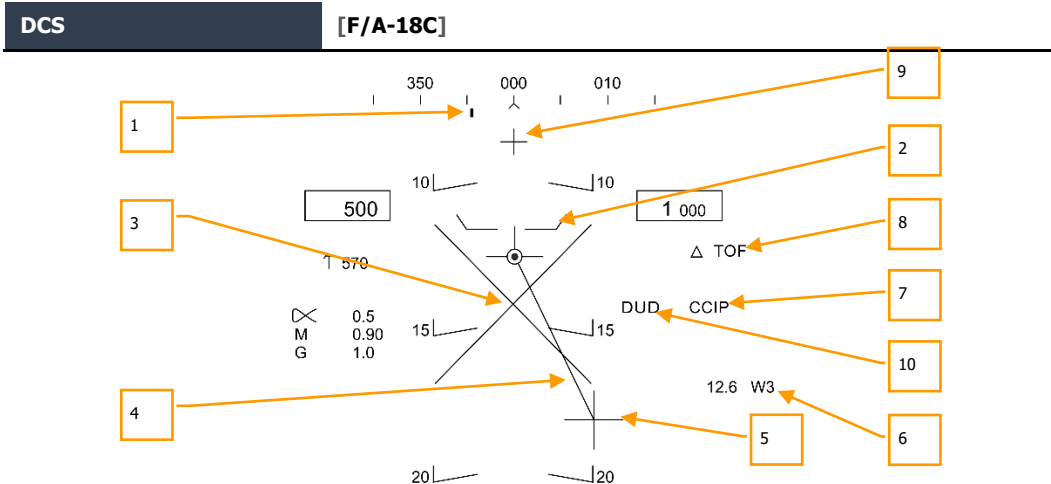 DCS [F/A-18C]
9
350 000 010
1
2
10 10
3
500 1 000
8
△ TOF
↑ 570
7
DUD CCIP
∝ 0.5
M 0.90
G 1.0
15 15
10
12.6 W3
4
5
6
20 20